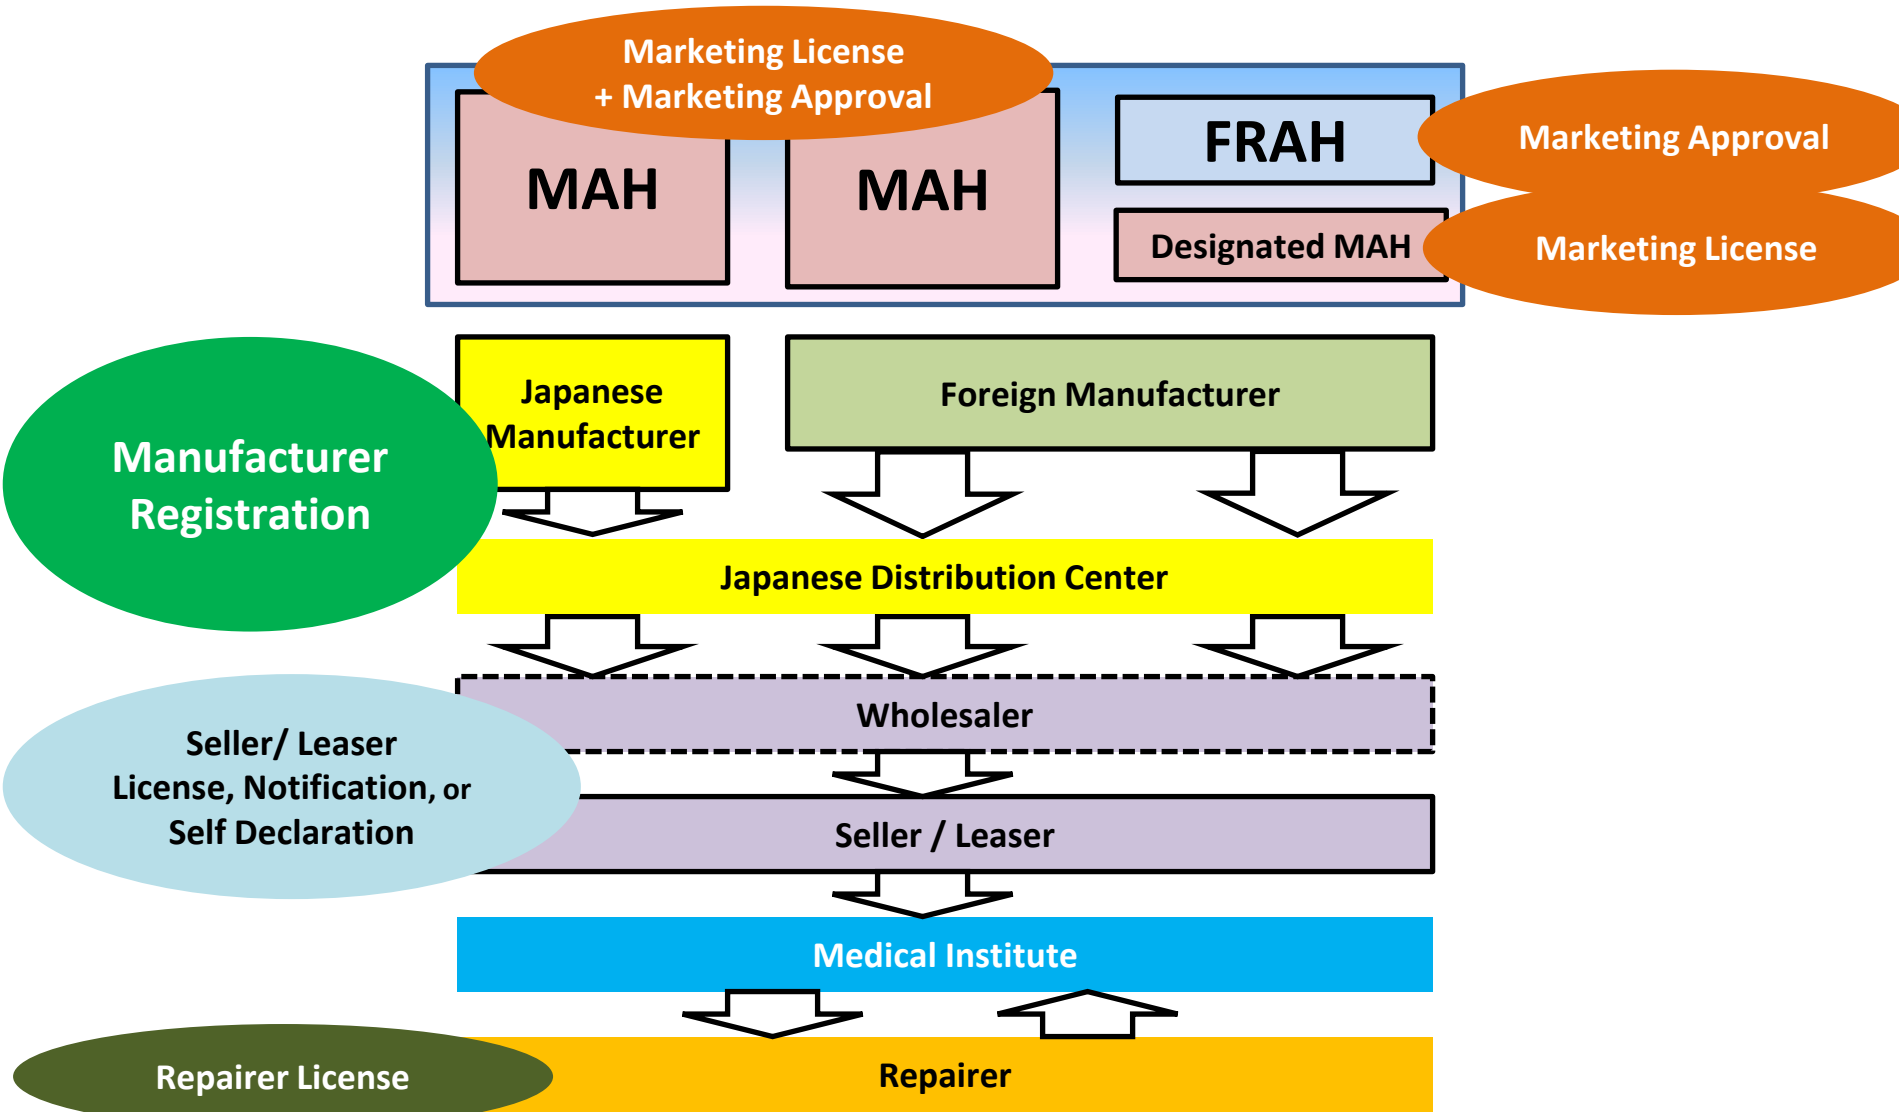 Marketing License
+ Marketing Approval
MAH
MAH
FRAH
Marketing Approval
Designated MAH
Marketing License
Japanese
Manufacturer
Foreign Manufacturer
Manufacturer
Registration
Japanese Distribution Center
Wholesaler
Seller/ Leaser
License, Notification, or
Self Declaration
Seller / Leaser
Medical Institute
Repairer License
Repairer